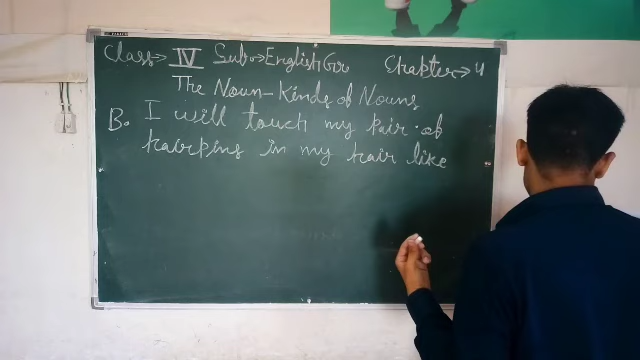 Class→ IV Sub→English Gr Chapter→4
The Noun-Kinds of Nouns
B. I will touch my pair of
hairpins in my hair like